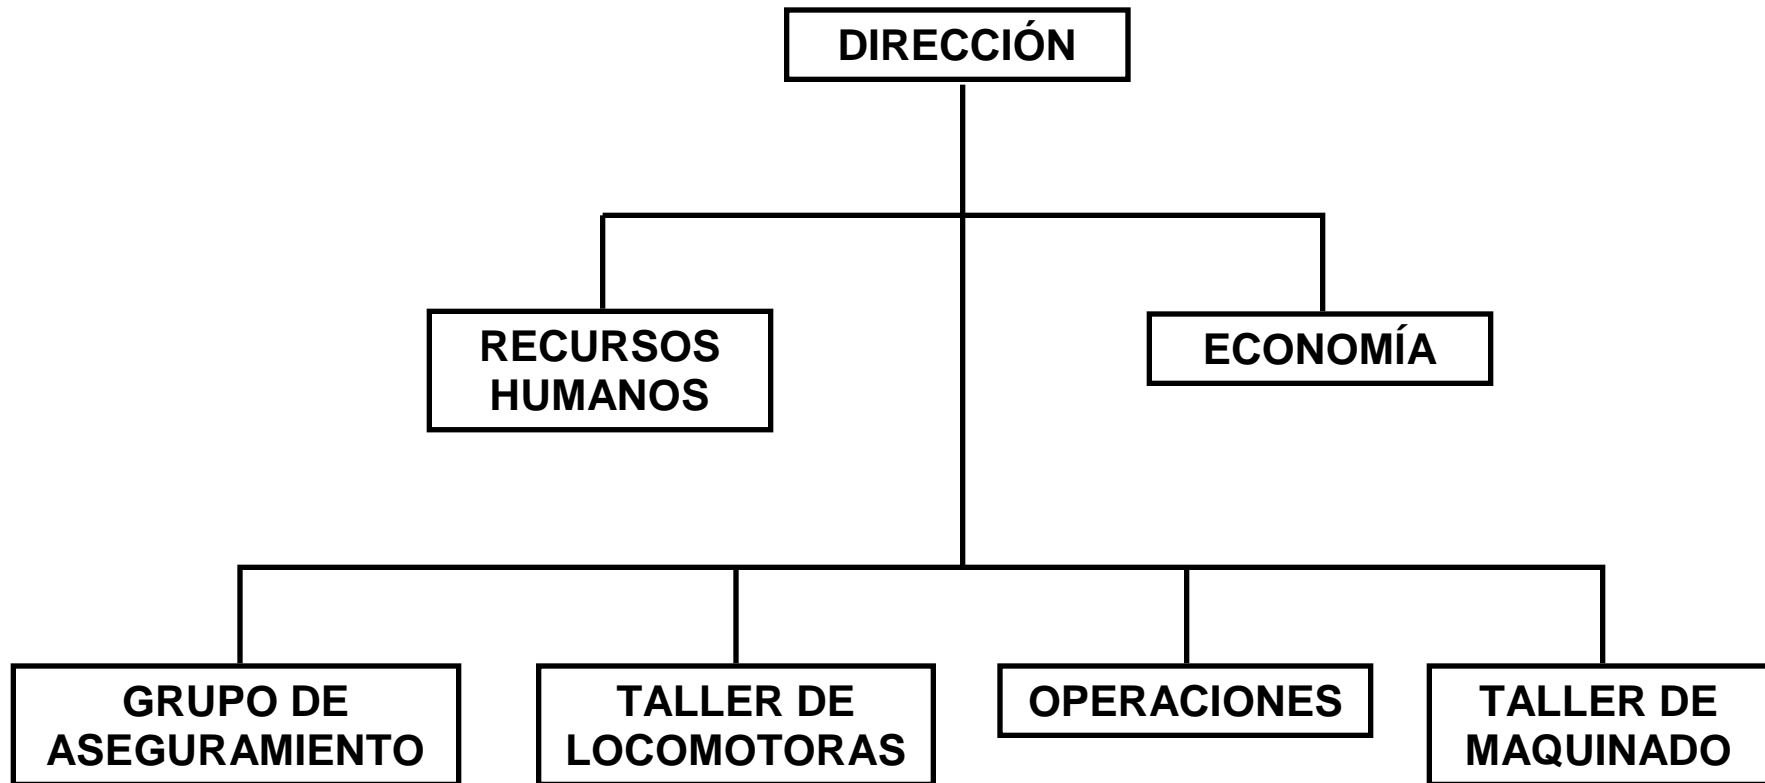 DIRECCIÓN
RECURSOS
HUMANOS
ECONOMÍA
GRUPO DE
ASEGURAMIENTO
TALLER DE
LOCOMOTORAS
OPERACIONES
TALLER DE
MAQUINADO